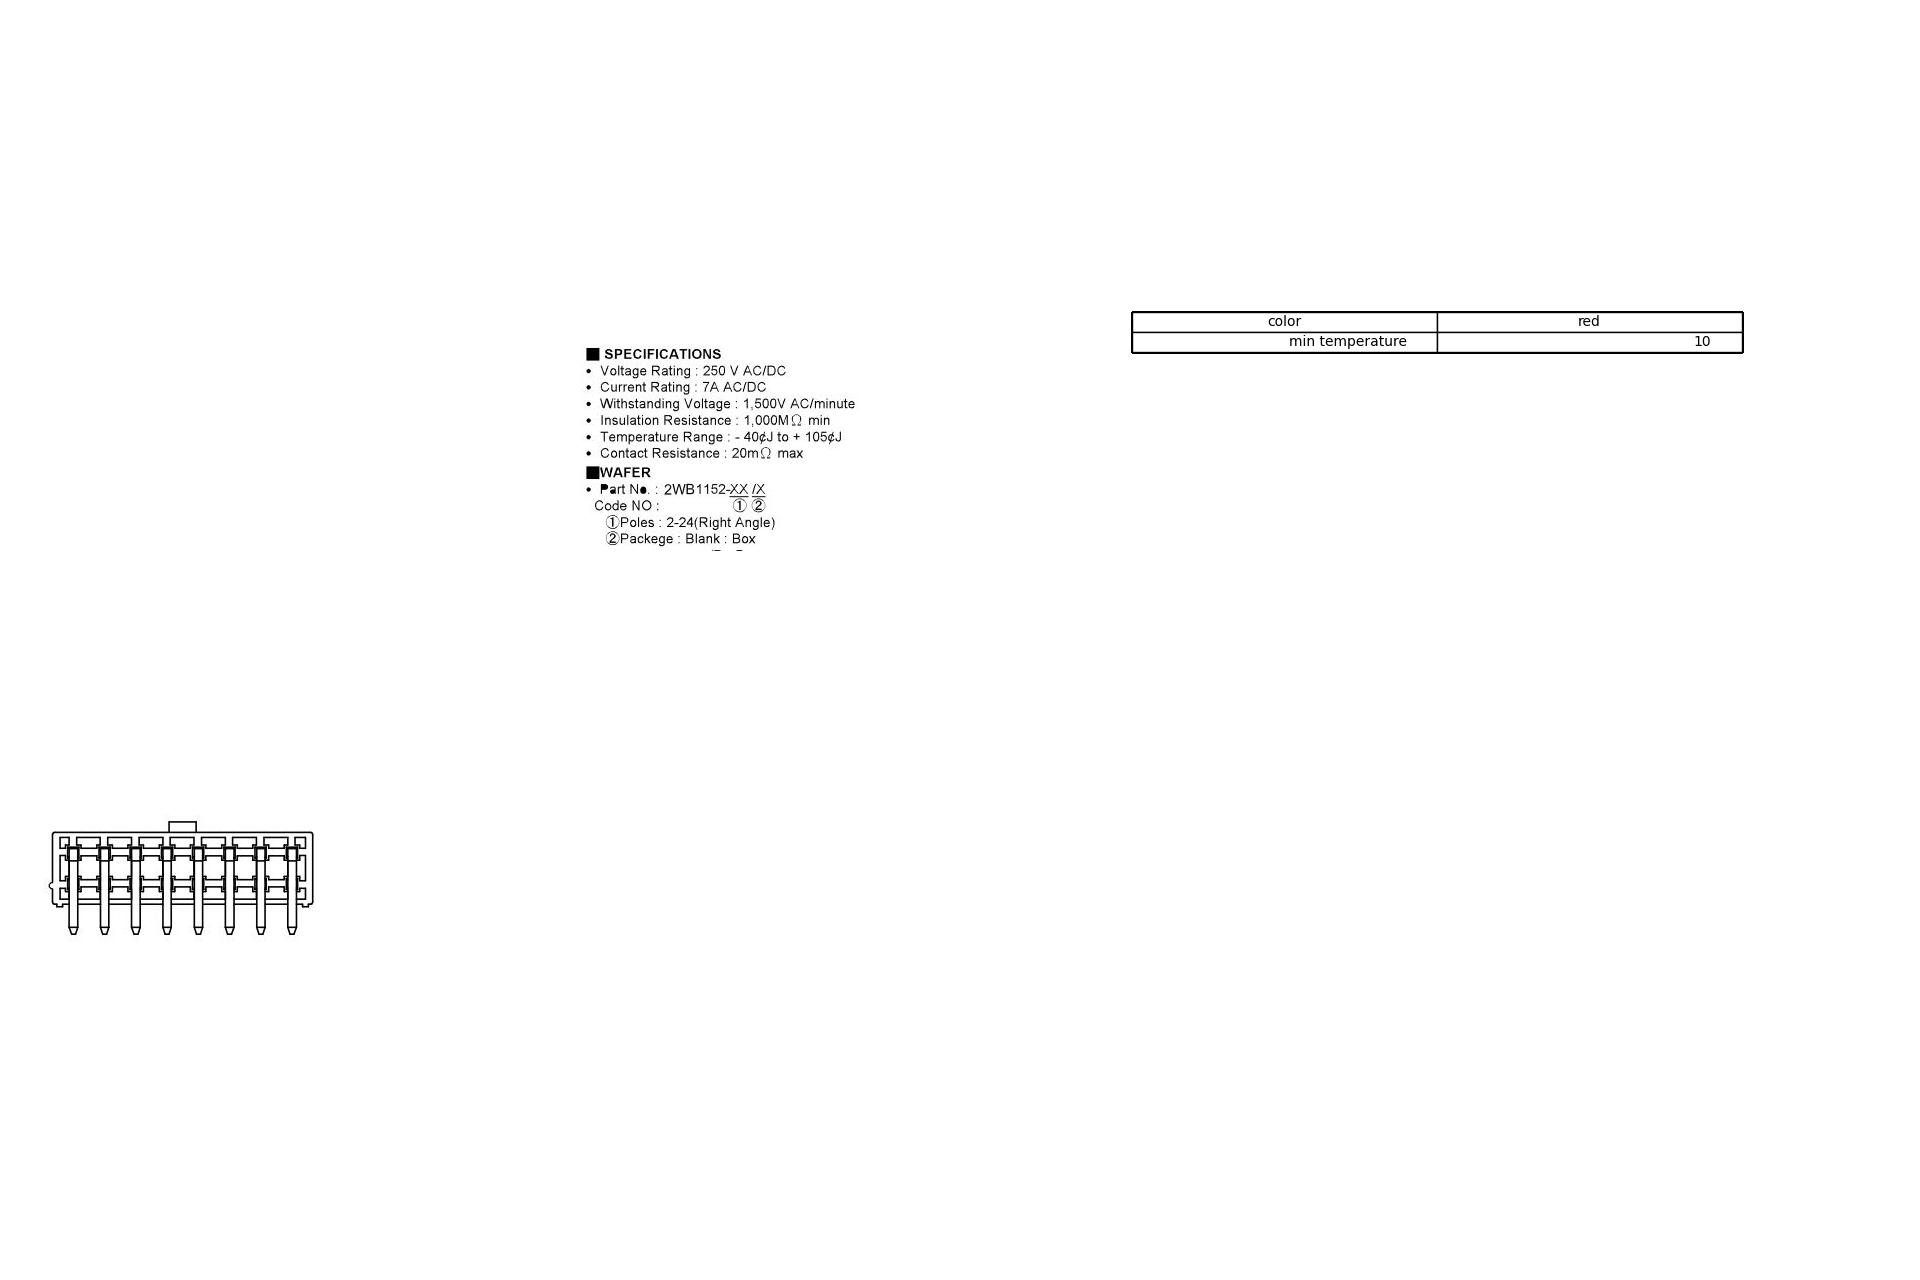 ■ SPECIFICATIONS
• Voltage Rating : 250 V AC/DC
• Current Rating : 7A AC/DC
• Withstanding Voltage : 1,500V AC/minute
• Insulation Resistance : 1,000MΩ min
• Temperature Range : - 40¢J to + 105¢J
• Contact Resistance : 20mΩ max
■WAFER
• Part No. : 2WB1152-XX /X
Code NO : ① ②
①Poles : 2-24(Right Angle)
②Packege : Blank : Box
color red
min temperature 10